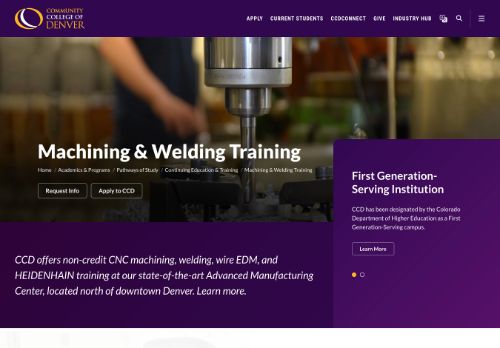 COMMUNITY
COLLEGE OF
DENVER
APPLY CURRENT STUDENTS CCDCONNECT GIVE INDUSTRY HUB
Machining & Welding Training
Home / Academics & Programs / Pathways of Study / Continuing Education & Training / Machining & Welding Training
Request Info Apply to CCD
First Generation-
Serving Institution
CCD has been designated by the Colorado
Department of Higher Education as a First
Generation-Serving campus.
Learn More
CCD offers non-credit CNC machining, welding, wire EDM, and
HEIDENHAIN training at our state-of-the-art Advanced Manufacturing
Center, located north of downtown Denver. Learn more.